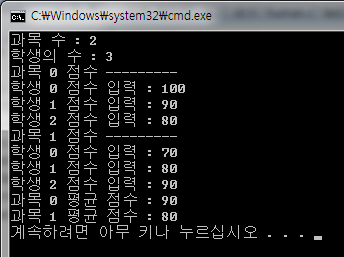 C:\Windows\system32\cmd.exe
과목 수 : 2
학생의 수 : 3
과목 0 점수 ---------
학생 0 점수 입력 : 100
학생 1 점수 입력 : 90
학생 2 점수 입력 : 80
과목 1 점수 ---------
학생 0 점수 입력 : 70
학생 1 점수 입력 : 80
학생 2 점수 입력 : 90
과목 0 평균 점수 : 90
과목 1 평균 점수 : 80
계속하려면 아무 키나 누르십시오 . . .